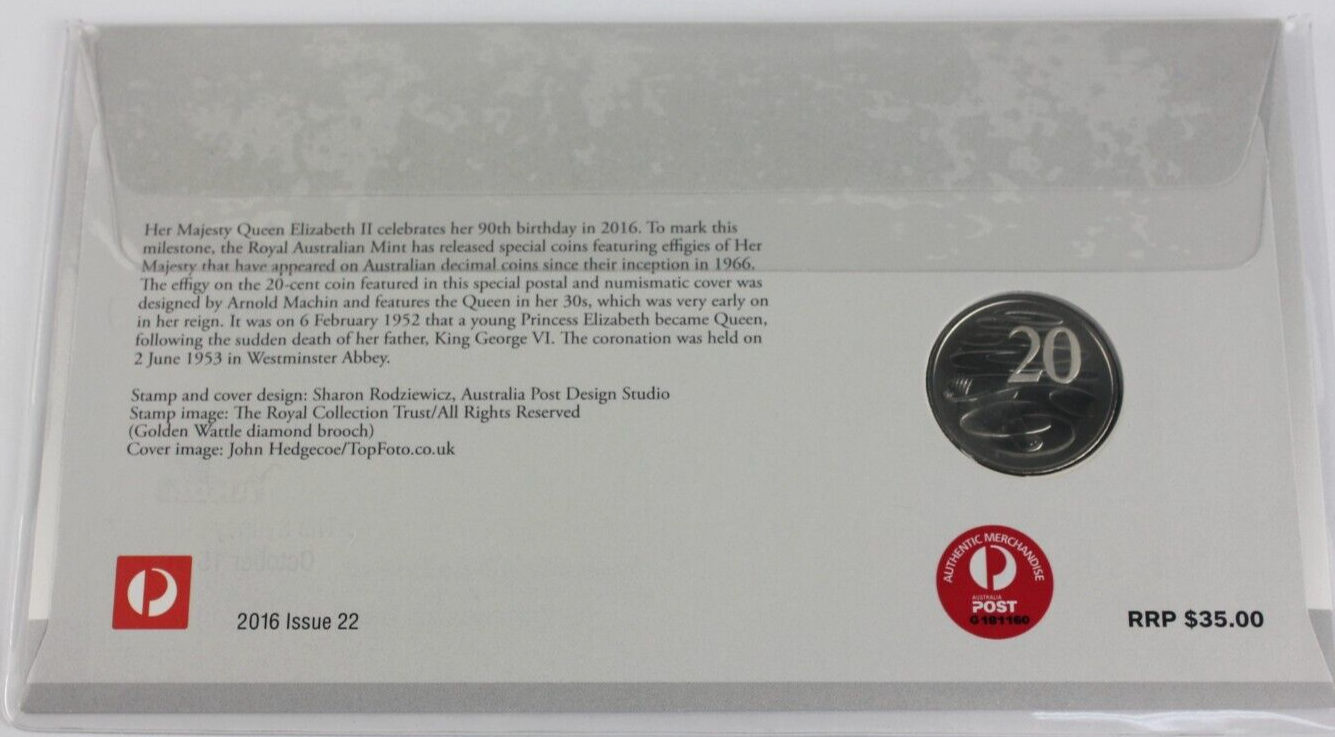 Her Majesty Queen Elizabeth II celebrates her 90th birthday in 2016. To mark this
milestone, the Royal Australian Mint has released special coins featuring effigies of Her
Majesty that have appeared on Australian decimal coins since their inception in 1966.
The effigy on the 20-cent coin featured in this special postal and numismatic cover was
designed by Arnold Machin and features the Queen in her 30s, which was very early on
in her reign. It was on 6 February 1952 that a young Princess Elizabeth became Queen,
following the sudden death of her father, King George VI. The coronation was held on
2 June 1953 in Westminster Abbey.
Stamp and cover design: Sharon Rodziewicz, Australia Post Design Studio
Stamp image: The Royal Collection Trust/All Rights Reserved
(Golden Wattle diamond brooch)
Cover image: John Hedgecoe/TopFoto.co.uk
20
2016 Issue 22
AUTHENTIC MERCHANDISE
AUSTRALIA
POST
G181160
RRP $35.00